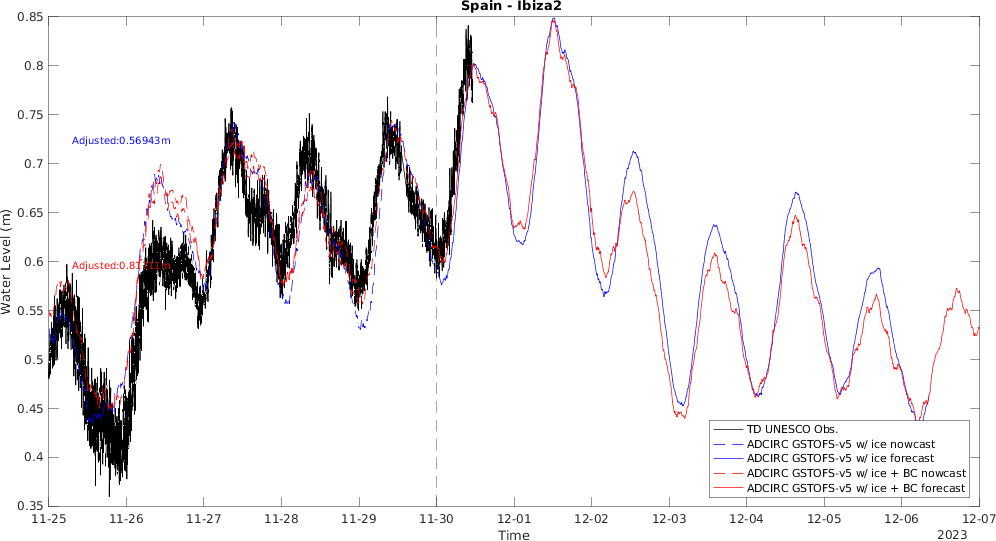 Spain - Ibiza2
0.85
0.8
0.75
0.7
0.65
0.6
0.55
0.5
0.45
0.4
0.35
Water Level (m)
Adjusted:0.56943m
TD UNESCO Obs.
ADCIRC GSTOFS-v5 w/ ice nowcast
ADCIRC GSTOFS-v5 w/ ice forecast
ADCIRC GSTOFS-v5 w/ ice + BC nowcast
ADCIRC GSTOFS-v5 w/ ice + BC forecast
11-25 11-26 11-27 11-28 11-29 11-30 12-01 12-02 12-03 12-04 12-05 12-06 12-07
Time
2023